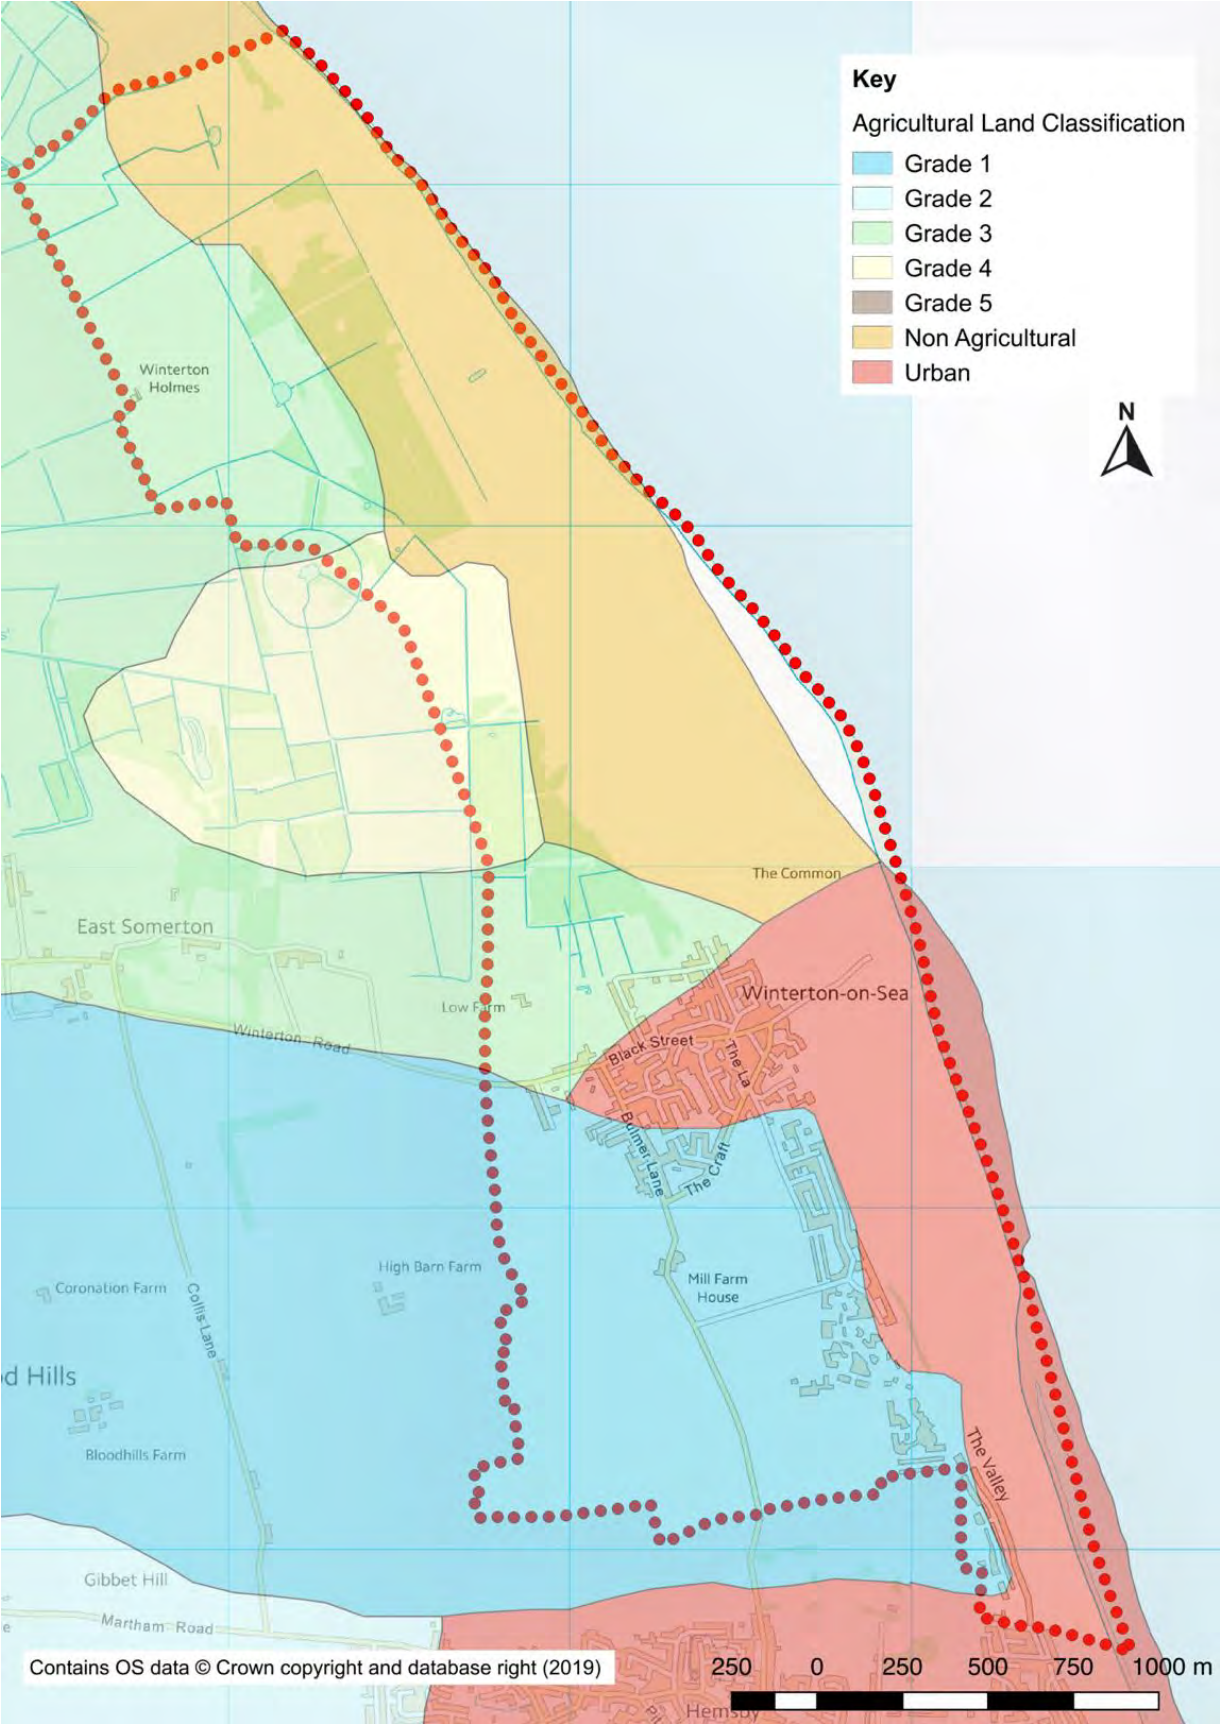 Key
Agricultural Land Classification
Grade 1
Grade 2
Grade 3
Grade 4
Grade 5
Non Agricultural
Urban
N
Winterton
Holmes
The Common
East Somerton
Winterton-on-Sea
Low Farm
Winterton Road
Black Street
The La
Bulmer Lane
The Craft
High Barn Farm
Mill Farm
House
Coronation Farm
Collis Lane
d Hills
Bloodhills Farm
The Valley
Gibbet Hill
Martham Road
e
Contains OS data © Crown copyright and database right (2019)
250 0 250 500 750 1000 m
Hemsby